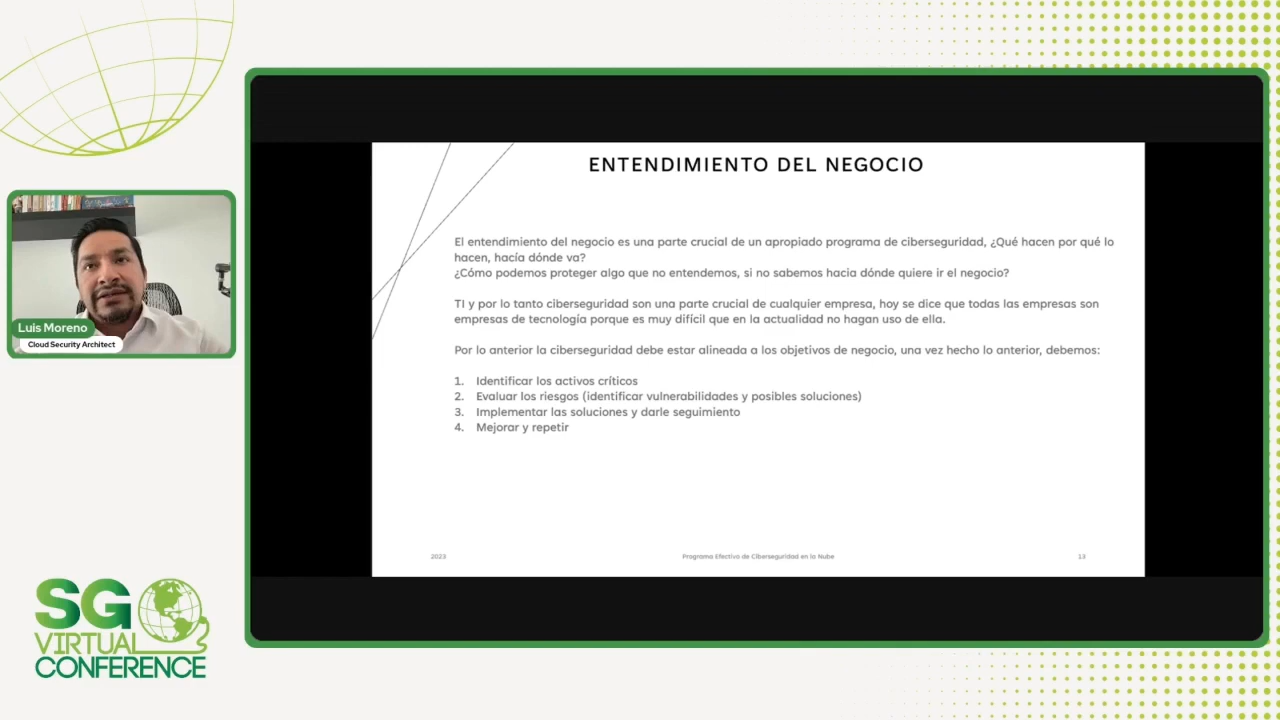 ENTENDIMIENTO DEL NEGOCIO
El entendimiento del negocio es una parte crucial de un apropiado programa de ciberseguridad, ¿Qué hacen por qué lo
hacen, hacía dónde va?
¿Cómo podemos proteger algo que no entendemos, si no sabemos hacia dónde quiere ir el negocio?
TI y por lo tanto ciberseguridad son una parte crucial de cualquier empresa, hoy se dice que todas las empresas son
empresas de tecnología porque es muy difícil que en la actualidad no hagan uso de ella.
Por lo anterior la ciberseguridad debe estar alineada a los objetivos de negocio, una vez hecho lo anterior, debemos:
1. Identificar los activos críticos
2. Evaluar los riesgos (identificar vulnerabilidades y posibles soluciones)
3. Implementar las soluciones y darle seguimiento
4. Mejorar y repetir
2023
Programa Efectivo de Ciberseguridad en la Nube
13
Luis Moreno
Cloud Security Architect
SG
VIRTUAL
CONFERENCE